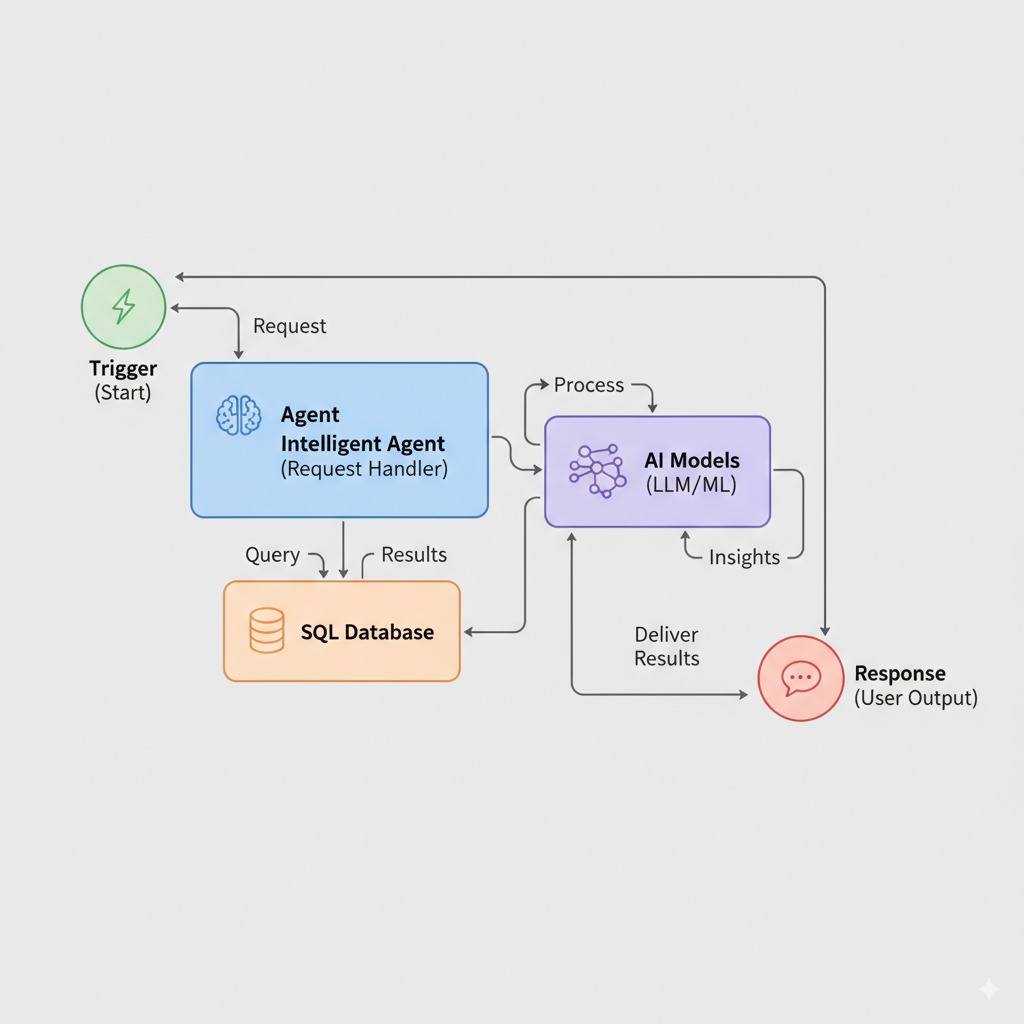 Request
Trigger
(Start)
Agent
Intelligent Agent
(Request Handler)
Process
AI Models
(LLM/ML)
Query
Results
Insights
SQL Database
Deliver
Results
Response
(User Output)